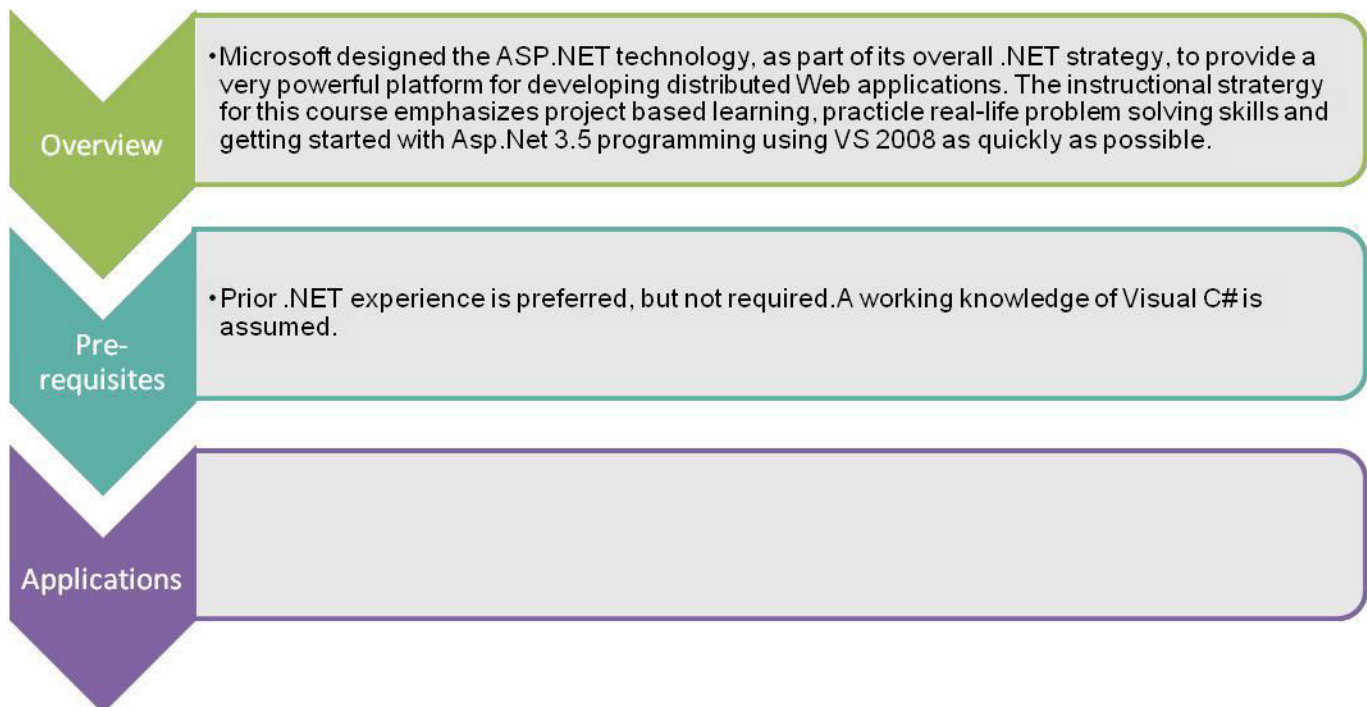 Overview
•Microsoft designed the ASP.NET technology, as part of its overall .NET strategy, to provide a
very powerful platform for developing distributed Web applications. The instructional stratergy
for this course emphasizes project based learning, practicle real-life problem solving skills and
getting started with Asp.Net 3.5 programming using VS 2008 as quickly as possible.
Pre-
requisites
•Prior .NET experience is preferred, but not required.A working knowledge of Visual C# is
assumed.
Applications